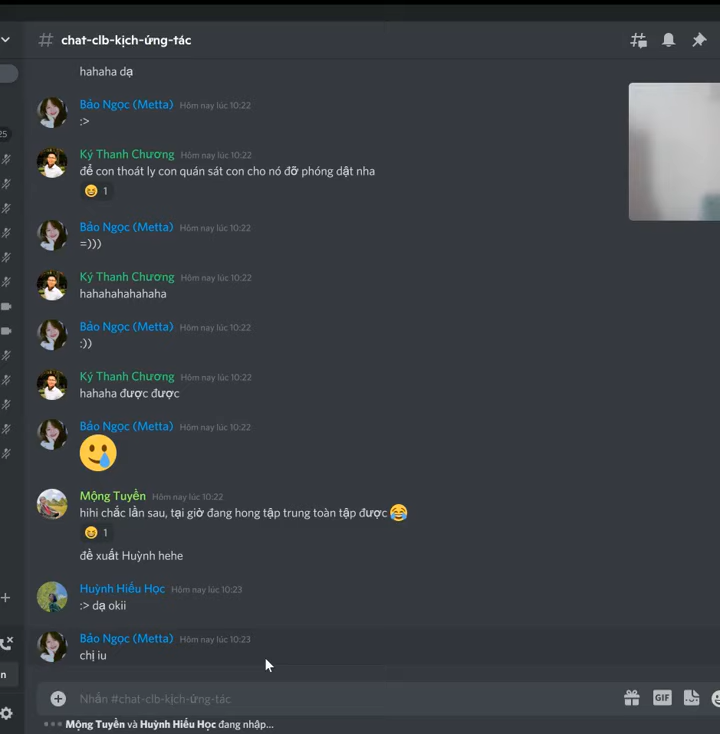 # chat-clb-kịch-ứng-tác
hahaha dạ
Bảo Ngọc (Metta) Hôm nay lúc 10:22
:>
25
Ký Thanh Chương Hôm nay lúc 10:22
để con thoát ly con quán sát con cho nó đỡ phóng dật nha
1
Bảo Ngọc (Metta) Hôm nay lúc 10:22
=)))
Ký Thanh Chương Hôm nay lúc 10:22
hahahahahahaha
Bảo Ngọc (Metta) Hôm nay lúc 10:22
:))
Ký Thanh Chương Hôm nay lúc 10:22
hahaha được được
Bảo Ngọc (Metta) Hôm nay lúc 10:22
Mộng Tuyền Hôm nay lúc 10:22
hihi chắc lần sau, tại giờ đang hong tập trung toàn tập được 😂
1
đề xuất Huỳnh hehe
Huỳnh Hiếu Học Hôm nay lúc 10:23
:> dạ okii
Bảo Ngọc (Metta) Hôm nay lúc 10:23
chị iu
n
Nhắn #chat-clb-kịch-ứng-tác
GIF
Mộng Tuyền và Huỳnh Hiếu Học đang nhập...